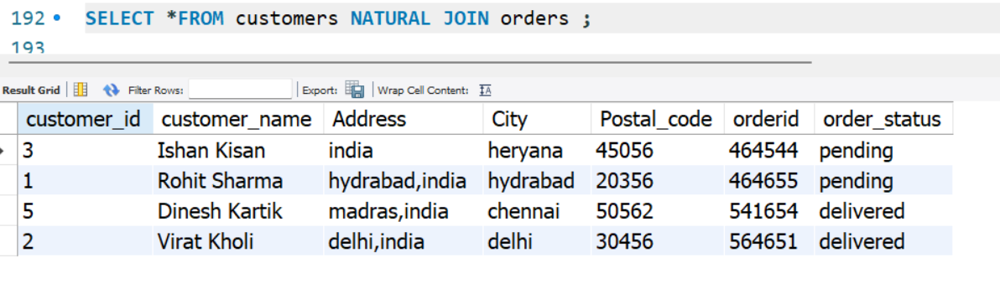 192 SELECT *FROM customers NATURAL JOIN orders ;
193
Result Grid Filter Rows: Export: Wrap Cell Content: IA
customer_id customer_name Address City Postal_code orderid order_status
3 Ishan Kisan india heryana 45056 464544 pending
1 Rohit Sharma hydrabad,india hydrabad 20356 464655 pending
5 Dinesh Kartik madras,india chennai 50562 541654 delivered
2 Virat Kholi delhi,india delhi 30456 564651 delivered